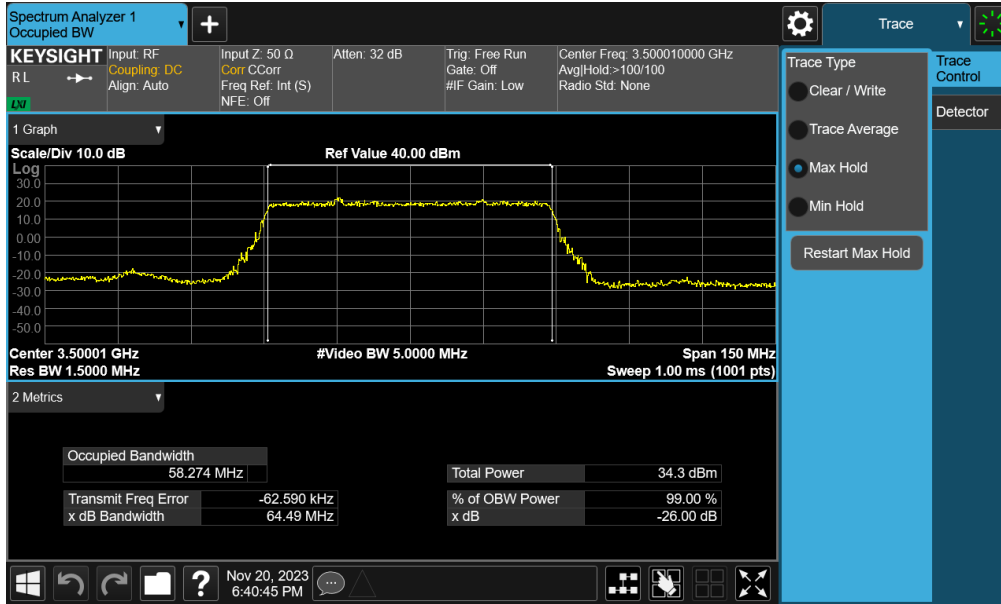 Spectrum Analyzer 1
Occupied BW
+
Trace
KEYSIGHT
R L
LXI
Input: RF
Coupling: DC
Align: Auto
Input Z: 50 Ω
Corr CCorr
Freq Ref: Int (S)
NFE: Off
Atten: 32 dB
Trig: Free Run
Gate: Off
#IF Gain: Low
Center Freq: 3.500010000 GHz
Avg|Hold:>100/100
Radio Std: None
Trace Type
Clear / Write
Trace Average
Max Hold
Min Hold
Restart Max Hold
Trace
Control
Detector
1 Graph
Scale/Div 10.0 dB
Ref Value 40.00 dBm
Log
30.0
20.0
10.0
0.00
-10.0
-20.0
-30.0
-40.0
-50.0
Center 3.50001 GHz
#Video BW 5.0000 MHz
Span 150 MHz
Res BW 1.5000 MHz
Sweep 1.00 ms (1001 pts)
2 Metrics
Occupied Bandwidth
58.274 MHz
Total Power 34.3 dBm
Transmit Freq Error -62.590 kHz
% of OBW Power 99.00 %
x dB Bandwidth 64.49 MHz
x dB -26.00 dB
?
Nov 20, 2023
6:40:45 PM